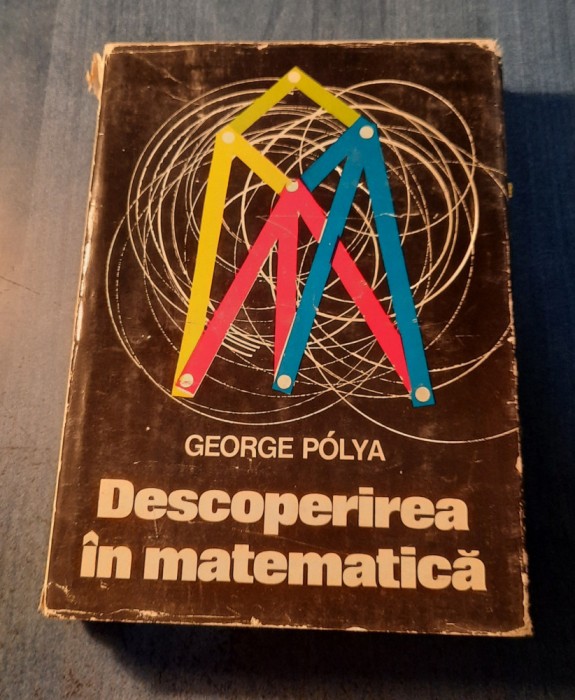 GEORGE PÓLYA
Descoperirea
în matematică